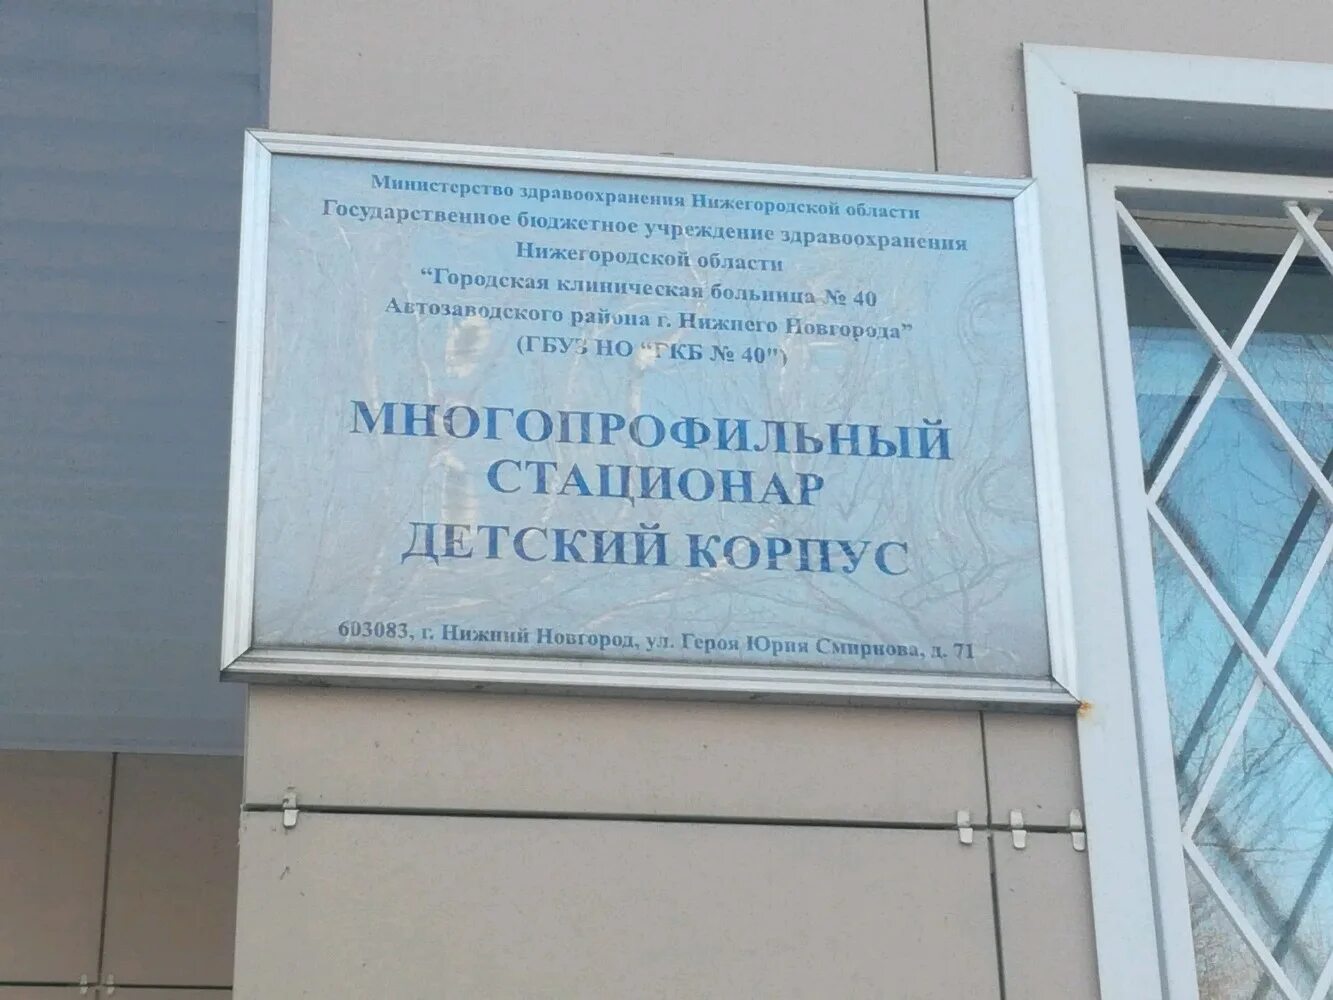 Министерство здравоохранения Нижегородской области
Государственное бюджетное учреждение здравоохранения
Нижегородской области
“Городская клиническая больница № 40
Автозаводского района г. Нижнего Новгорода”
(ГБУЗ НО “ГКБ № 40”)
МНОГОПРОФИЛЬНЫЙ
СТАЦИОНАР
ДЕТСКИЙ КОРПУС
603083, г. Нижний Новгород, ул. Героя Юрия Смирнова, д. 71